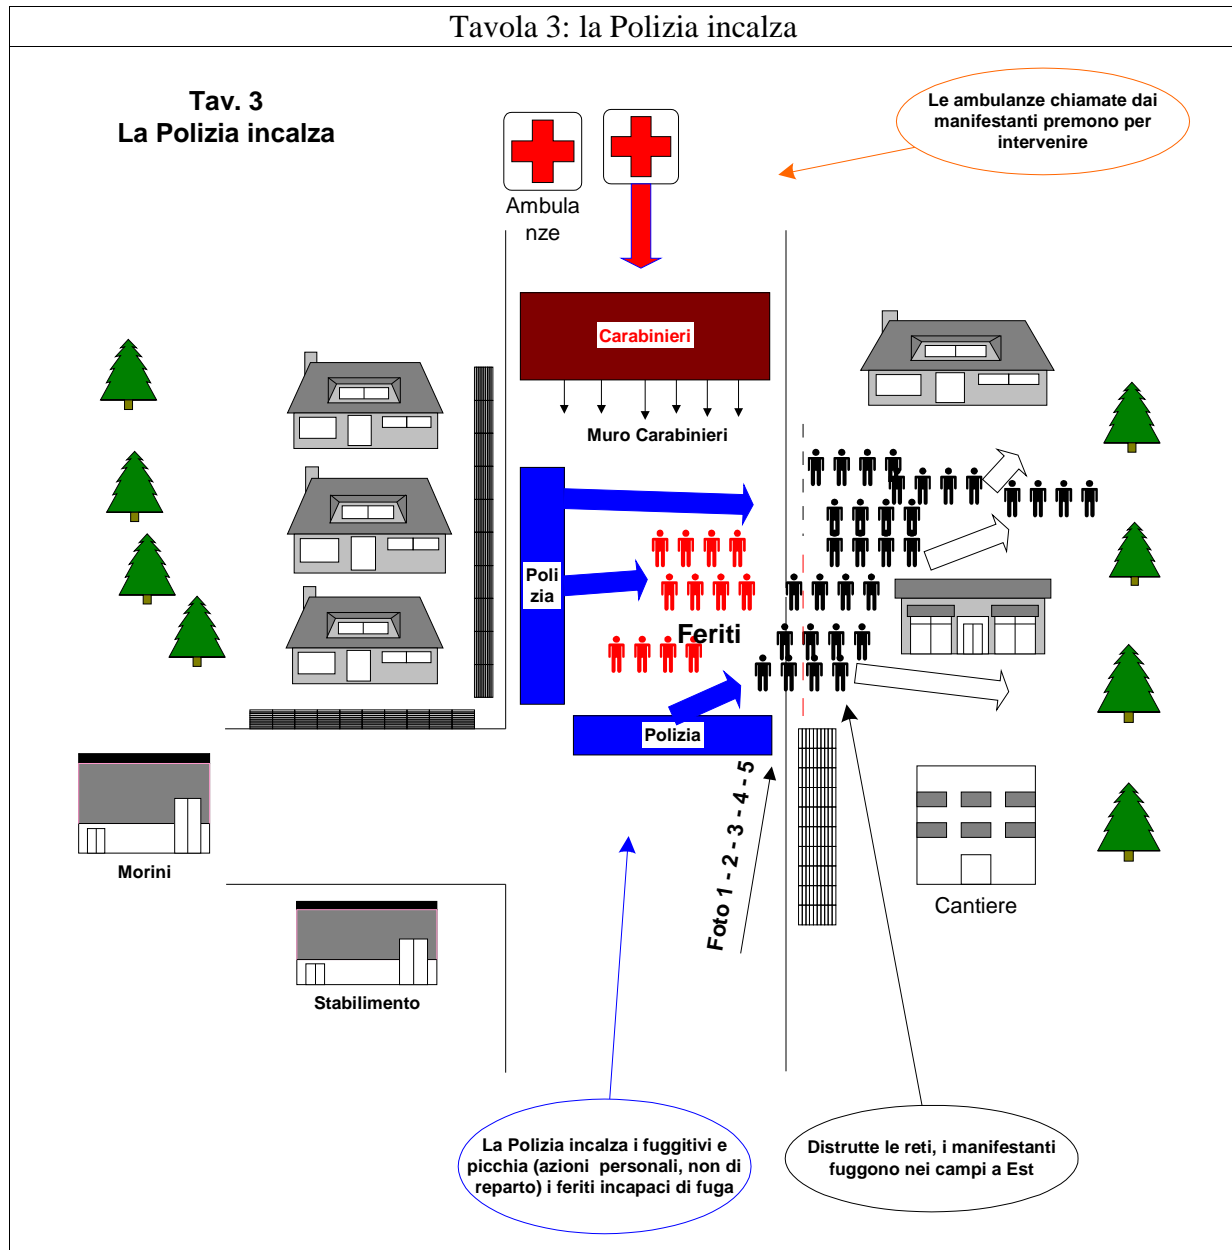 Tavola 3: la Polizia incalza
Tav. 3
La Polizia incalza
Le ambulanze chiamate dai
manifestanti premono per
intervenire
Ambula
nze
Carabinieri
Muro Carabinieri
Poli
zia
Feriti
Polizia
Foto 1 - 2 - 3 - 4 - 5
Morini
Cantiere
Stabilimento
La Polizia incalza i fuggitivi e
picchia (azioni personali, non di
reparto) i feriti incapaci di fuga
Distrutte le reti, i manifestanti
fuggono nei campi a Est